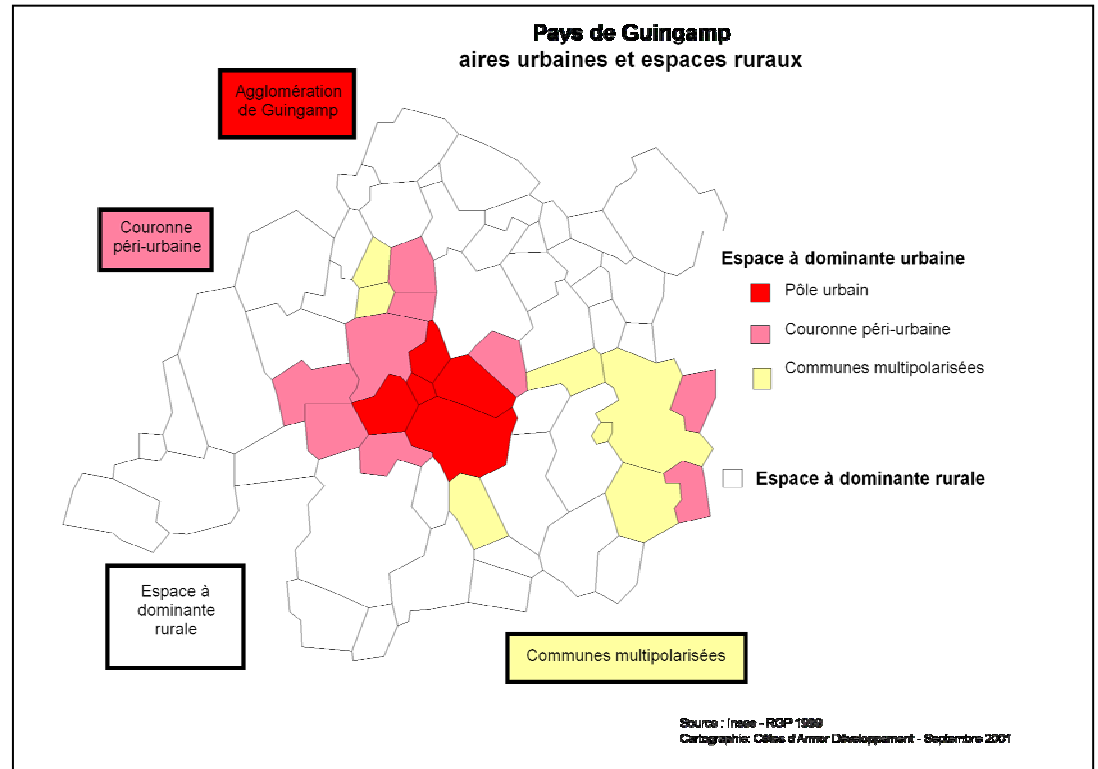 Pays de Guingamp
aires urbaines et espaces ruraux
Agglomération
de Guingamp
Couronne
péri-urbaine
Espace à dominante urbaine
Pôle urbain
Couronne péri-urbaine
Communes multipolarisées
Espace à dominante rurale
Espace à
dominante
rurale
Communes multipolarisées
Source : Insee - RGP 1999
Cartographie: Côtes d'Armor Développement - Septembre 2001